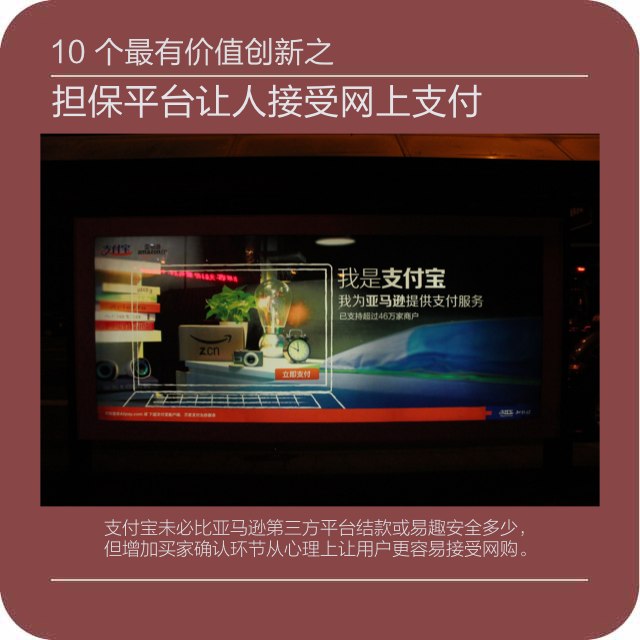 10 个最有价值创新之
担保平台让人接受网上支付
支付宝
amazon
我是支付宝
我为亚马逊提供支付服务
已支持超过46万家商户
z.cn
立即支付
支付宝未必比亚马逊第三方平台结款或易趣安全多少，
但增加买家确认环节从心理上让用户更容易接受网购。